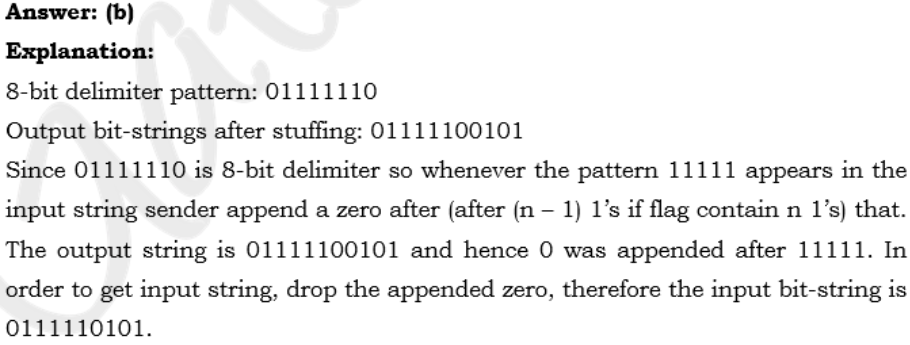 Answer: (b)
Explanation:
8-bit delimiter pattern: 01111110
Output bit-strings after stuffing: 01111100101
Since 01111110 is 8-bit delimiter so whenever the pattern 11111 appears in the
input string sender append a zero after (after (n – 1) 1’s if flag contain n 1’s) that.
The output string is 01111100101 and hence 0 was appended after 11111. In
order to get input string, drop the appended zero, therefore the input bit-string is
0111110101.